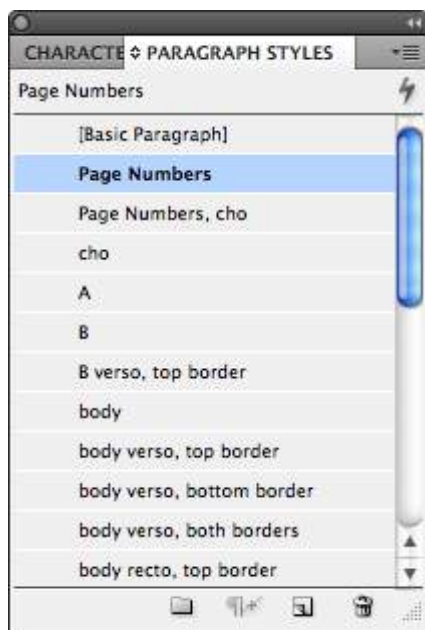 CHARACTE PARAGRAPH STYLES
Page Numbers
[Basic Paragraph]
Page Numbers
Page Numbers, cho
cho
A
B
B verso, top border
body
body verso, top border
body verso, bottom border
body verso, both borders
body recto, top border